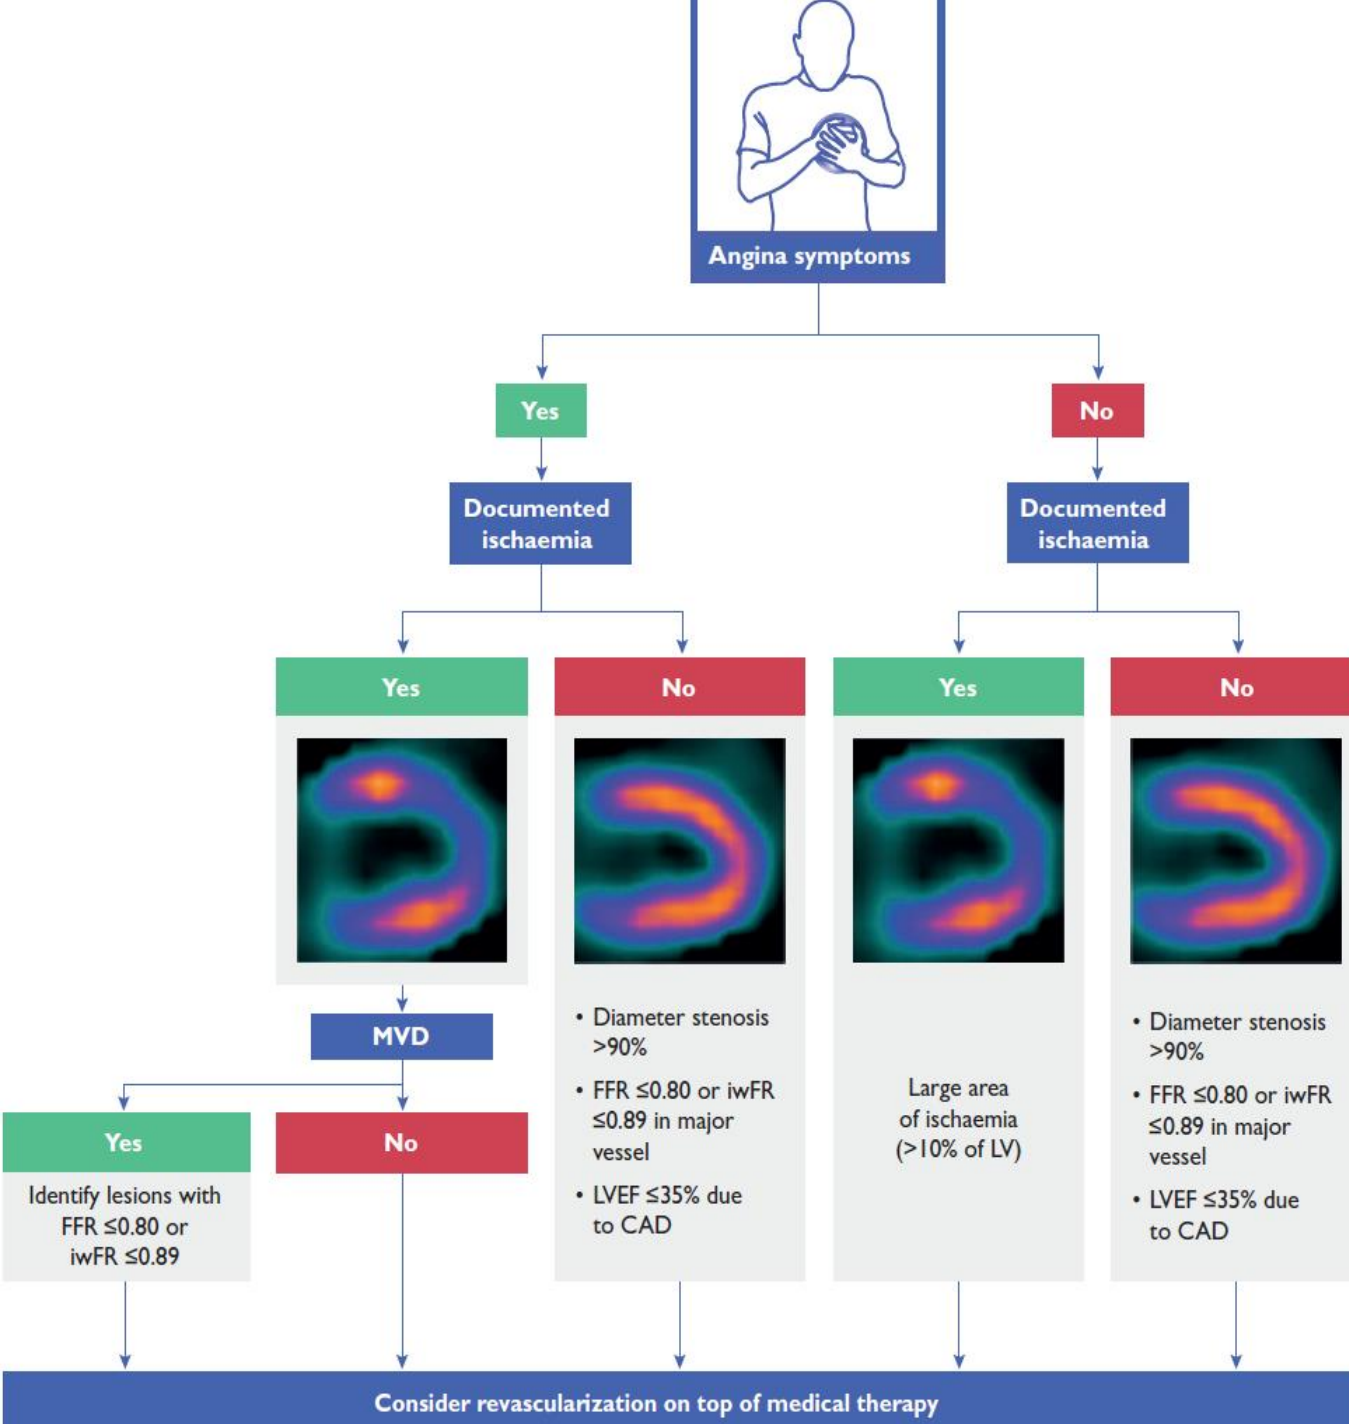 Angina symptoms
Yes
No
Documented
ischaemia
Documented
ischaemia
Yes
No
Yes
No
MVD
Yes
Identify lesions with
FFR ≤0.80 or
iwFR ≤0.89
No
• Diameter stenosis
>90%
• FFR ≤0.80 or iwFR
≤0.89 in major
vessel
• LVEF ≤35% due
to CAD
Large area
of ischaemia
(>10% of LV)
• Diameter stenosis
>90%
• FFR ≤0.80 or iwFR
≤0.89 in major
vessel
• LVEF ≤35% due
to CAD
Consider revascularization on top of medical therapy